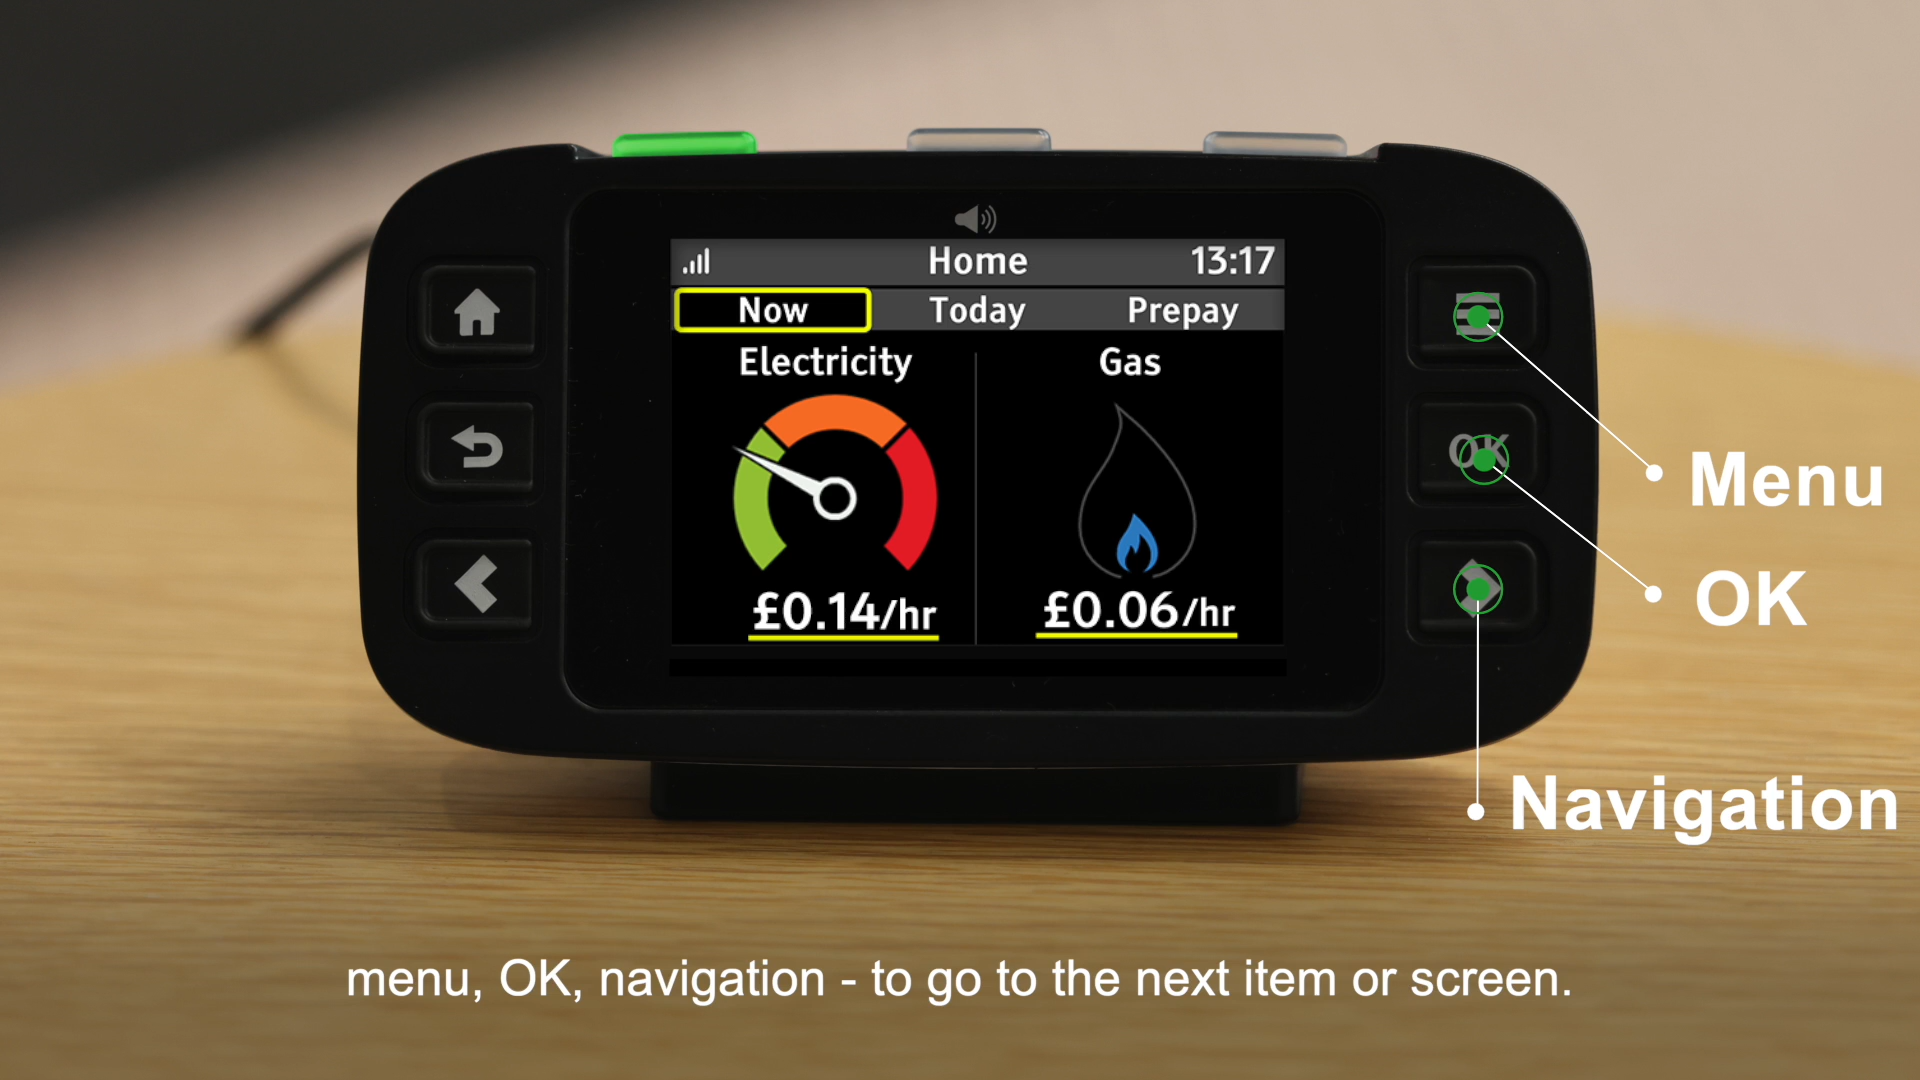 Home 13:17
Now Today Prepay
Electricity Gas
£0.14/hr £0.06/hr
OK
Menu
OK
Navigation
menu, OK, navigation - to go to the next item or screen.